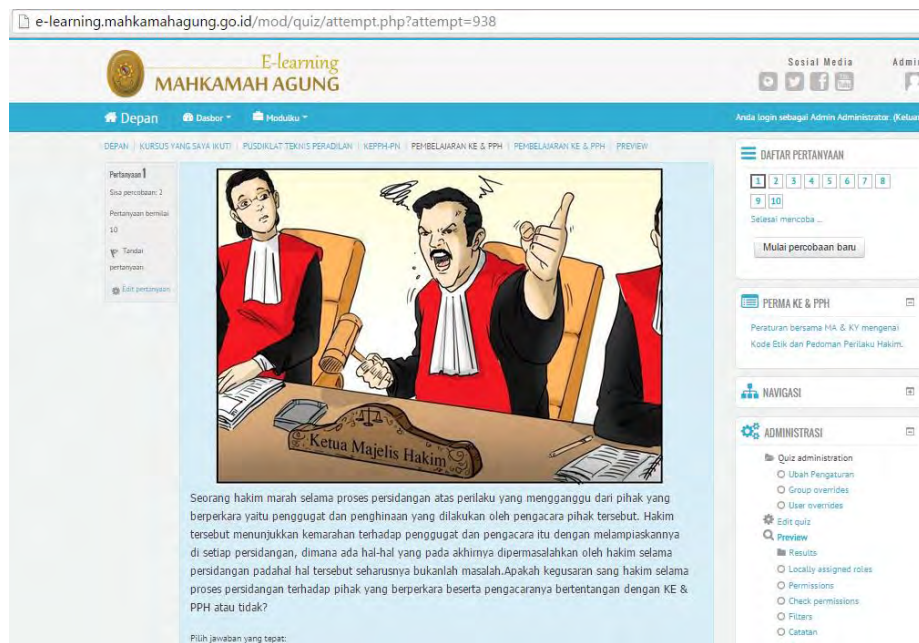 e-learning.mahkamahagung.go.id/mod/quiz/attempt.php?attempt=938
E-learning
MAHKAMAH AGUNG
Sosial Media
Depan
Dasbor
Modulku
Anda login sebagai Admin Administrator. (Keluar
DEPAN | KURSUS YANG SAYA IKUTI | PUSDIKLAT TEKNIS PERADILAN | KEPPH-PN | PEMBELAJARAN KE & PPH | PEMBELAJARAN KE & PPH | PREVIEW
Pertanyaan 1
Sisa percobaan: 2
Pertanyaan bernilai
10
Tandai
pertanyaan
Edit pertanyaan
Ketua Majelis Hakim
Seorang hakim marah selama proses persidangan atas perilaku yang mengganggu dari pihak yang
berperkara yaitu penggugat dan penghinaan yang dilakukan oleh pengacara pihak tersebut. Hakim
tersebut menunjukkan kemarahan terhadap penggugat dan pengacara itu dengan melampiaskannya
di setiap persidangan, dimana ada hal-hal yang pada akhirnya dipermasalahkan oleh hakim selama
persidangan padahal hal tersebut seharusnya bukanlah masalah.Apakah kegusaran sang hakim selama
proses persidangan terhadap pihak yang berperkara beserta pengacaranya bertentangan dengan KE &
PPH atau tidak?
Pilih jawaban yang tepat:
DAFTAR PERTANYAAN
1 2 3 4 5 6 7 8
9 10
Selesai mencoba ...
Mulai percobaan baru
PERMA KE & PPH
Peraturan bersama MA & KY mengenai
Kode Etik dan Pedoman Perilaku Hakim.
NAVIGASI
ADMINISTRASI
Quiz administration
Ubah Pengaturan
Group overrides
User overrides
Edit quiz
Preview
Results
Locally assigned roles
Permissions
Check permissions
Filters
Catatan